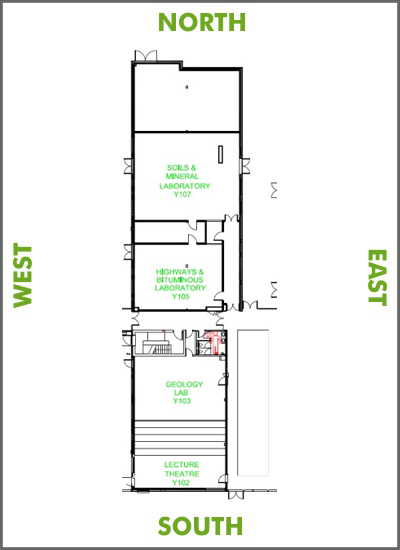 NORTH
SOILS &
MINERAL
LABORATORY
Y107
WEST
EAST
HIGHWAYS &
BITUMINOUS
LABORATORY
Y105
GEOLOGY
LAB
Y103
LECTURE
THEATRE
Y102
SOUTH